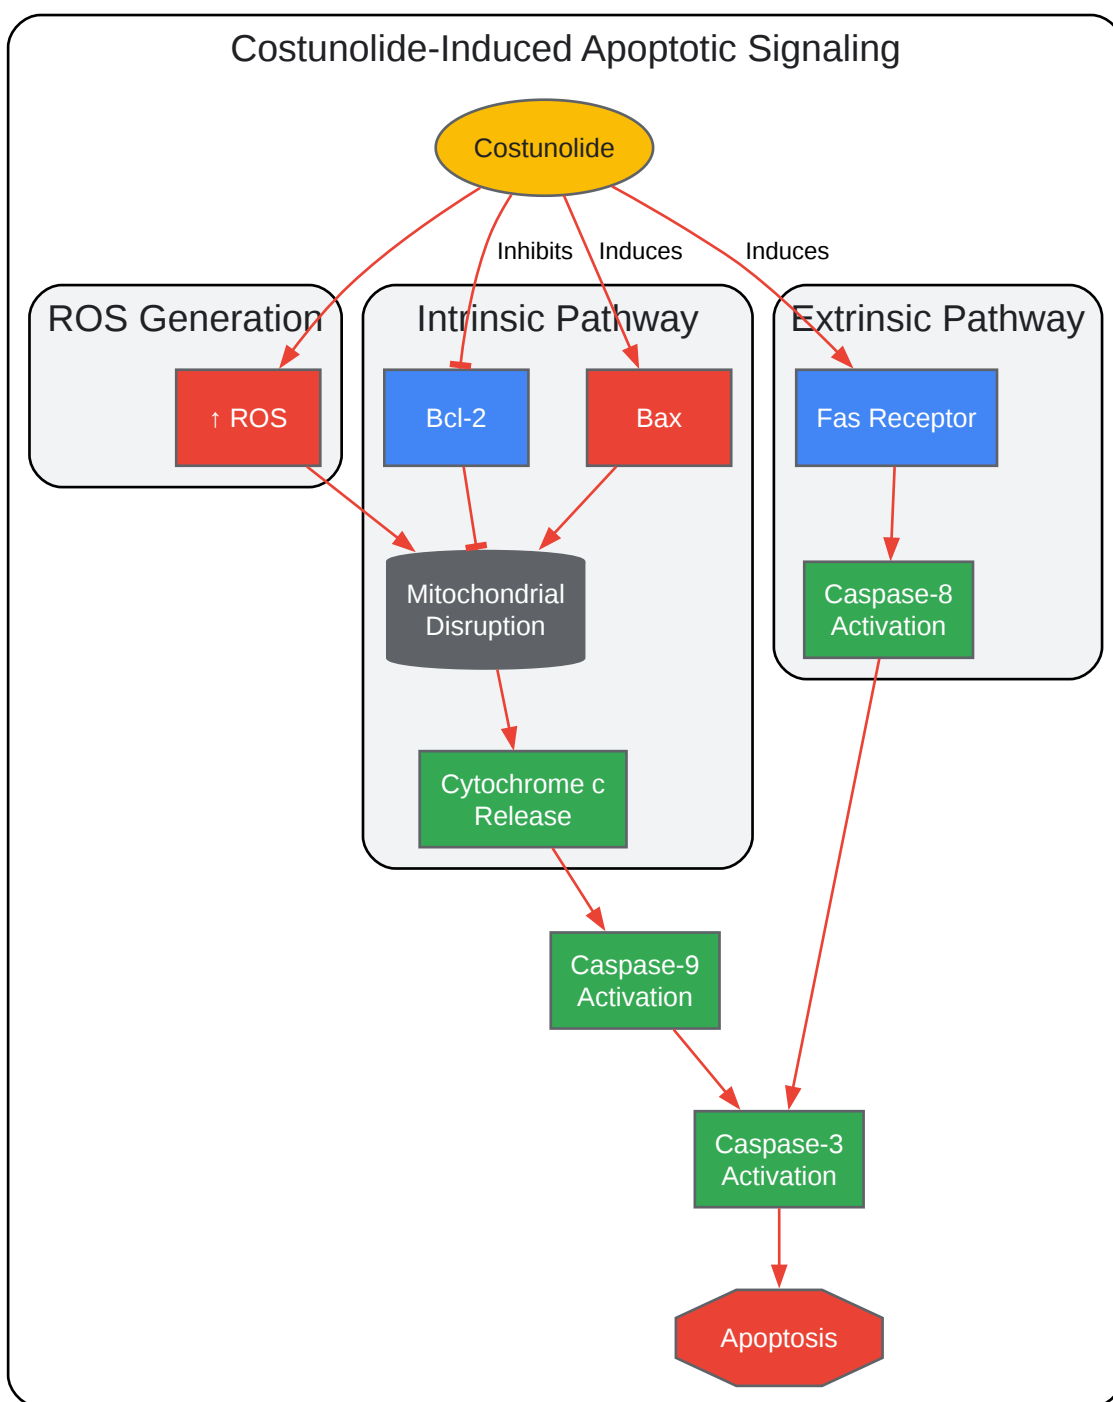 Costunolide-Induced Apoptotic Signaling
Costunolide
Inhibits
Induces
Induces
ROS Generation
Intrinsic Pathway
Extrinsic Pathway
↑ ROS
Bcl-2
Bax
Fas Receptor
Mitochondrial
Disruption
Caspase-8
Activation
Cytochrome c
Release
Caspase-9
Activation
Caspase-3
Activation
Apoptosis